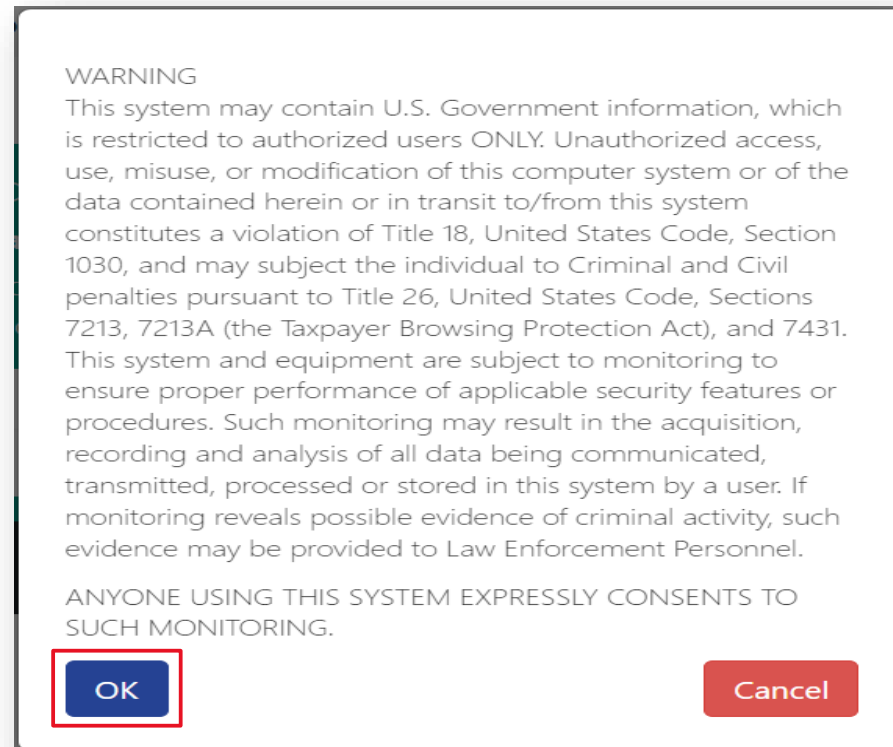 WARNING
This system may contain U.S. Government information, which
is restricted to authorized users ONLY. Unauthorized access,
use, misuse, or modification of this computer system or of the
data contained herein or in transit to/from this system
constitutes a violation of Title 18, United States Code, Section
1030, and may subject the individual to Criminal and Civil
penalties pursuant to Title 26, United States Code, Sections
7213, 7213A (the Taxpayer Browsing Protection Act), and 7431.
This system and equipment are subject to monitoring to
ensure proper performance of applicable security features or
procedures. Such monitoring may result in the acquisition,
recording and analysis of all data being communicated,
transmitted, processed or stored in this system by a user. If
monitoring reveals possible evidence of criminal activity, such
evidence may be provided to Law Enforcement Personnel.
ANYONE USING THIS SYSTEM EXPRESSLY CONSENTS TO
SUCH MONITORING.
OK Cancel